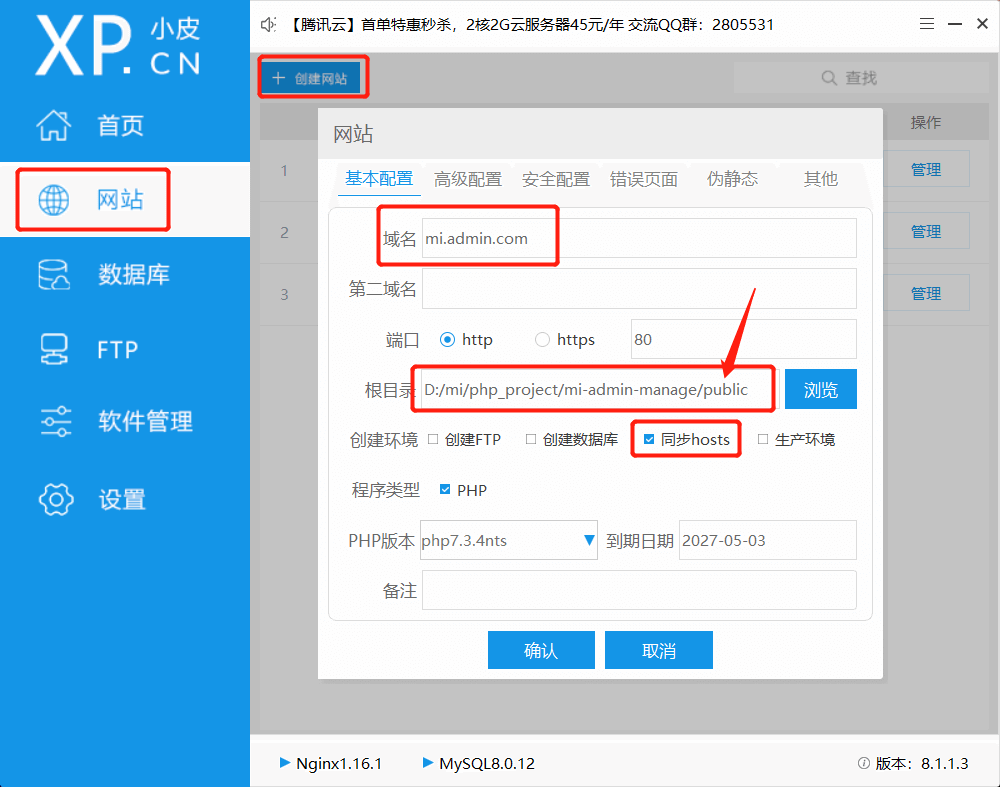 XP.小皮CN
【腾讯云】首单特惠秒杀，2核2G云服务器45元/年 交流QQ群：2805531
首页
网站
数据库
FTP
软件管理
设置
+ 创建网站
查找
操作
1 管理
2 管理
3 管理
网站
基本配置 高级配置 安全配置 错误页面 伪静态 其他
域名 mi.admin.com
第二域名
端口 http https 80
根目录 D:/mi/php_project/mi-admin-manage/public 浏览
创建环境 创建FTP 创建数据库 同步hosts 生产环境
程序类型 PHP
PHP版本 php7.3.4nts 到期日期 2027-05-03
备注
确认 取消
Nginx1.16.1 MySQL8.0.12 版本：8.1.1.3